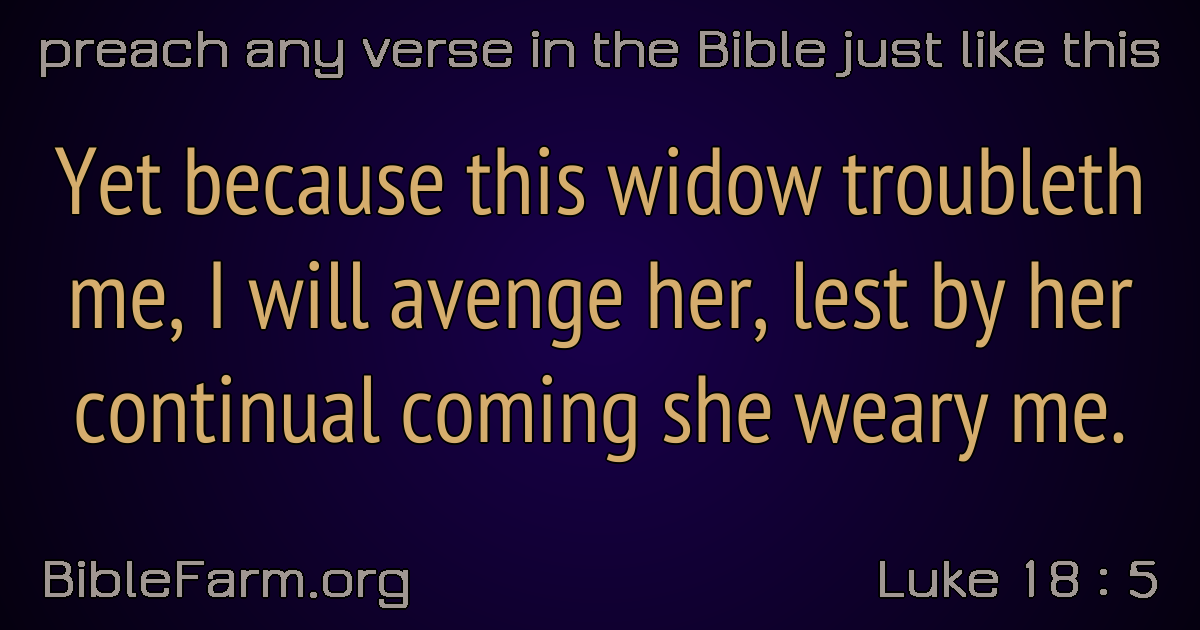 preach any verse in the Bible just like this
Yet because this widow troubleth
me, I will avenge her, lest by her
continual coming she weary me.
BibleFarm.org
Luke 18 : 5